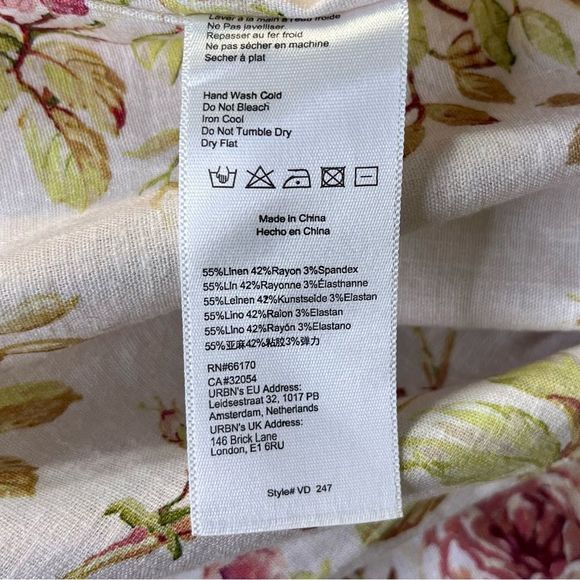 Laver à la main à l'eau froide
Ne Pas javelliser
Repasser au fer froid
Ne pas sécher en machine
Secher à plat
Hand Wash Cold
Do Not Bleach
Iron Cool
Do Not Tumble Dry
Dry Flat
Made in China
Hecho en China
55%Linen 42%Rayon 3%Spandex
55%Lin 42%Rayonne 3%Élasthanne
55%Leinen 42%Kunstseide 3%Elastan
55%Lino 42%Raion 3%Elastan
55%Lino 42%Rayón 3%Elastano
55%亚麻42%粘胶3%弹力
RN#66170
CA#32054
URBN's EU Address:
Leidsestraat 32, 1017 PB
Amsterdam, Netherlands
URBN's UK Address:
146 Brick Lane
London, E1 6RU
Style# VD 247